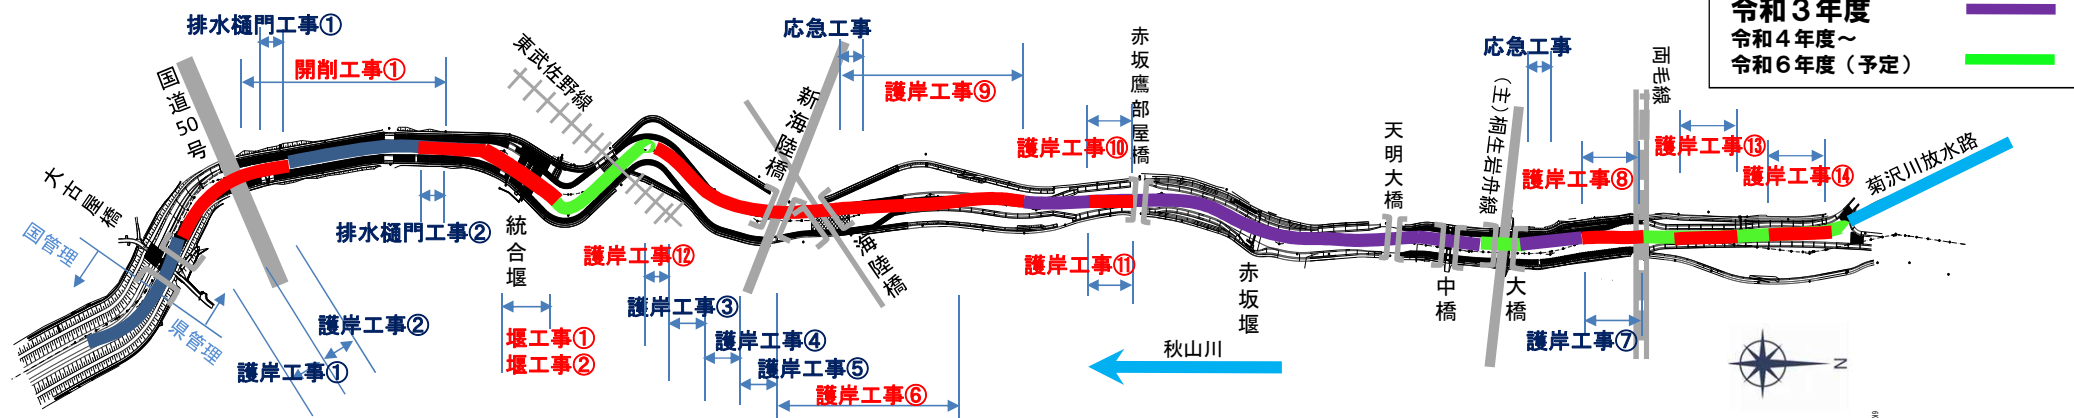 令和３年度
令和４年度～
令和６年度（予定）
排水樋門工事①
開削工事①
国道50号
東武佐野線
応急工事
新海陸橋
護岸工事⑨
赤坂鷹部屋橋
護岸工事⑩
天明大橋
応急工事
(主)桐生岩舟線
両毛線
護岸工事⑧
護岸工事⑬
護岸工事⑭
菊沢川放水路
大古屋橋
国管理
県管理
護岸工事①
護岸工事②
排水樋門工事②
統合堰
堰工事①
堰工事②
護岸工事⑫
護岸工事③
護岸工事④
護岸工事⑤
護岸工事⑥
海陸橋
護岸工事⑪
赤坂堰
秋山川
中橋
大橋
護岸工事⑦
N